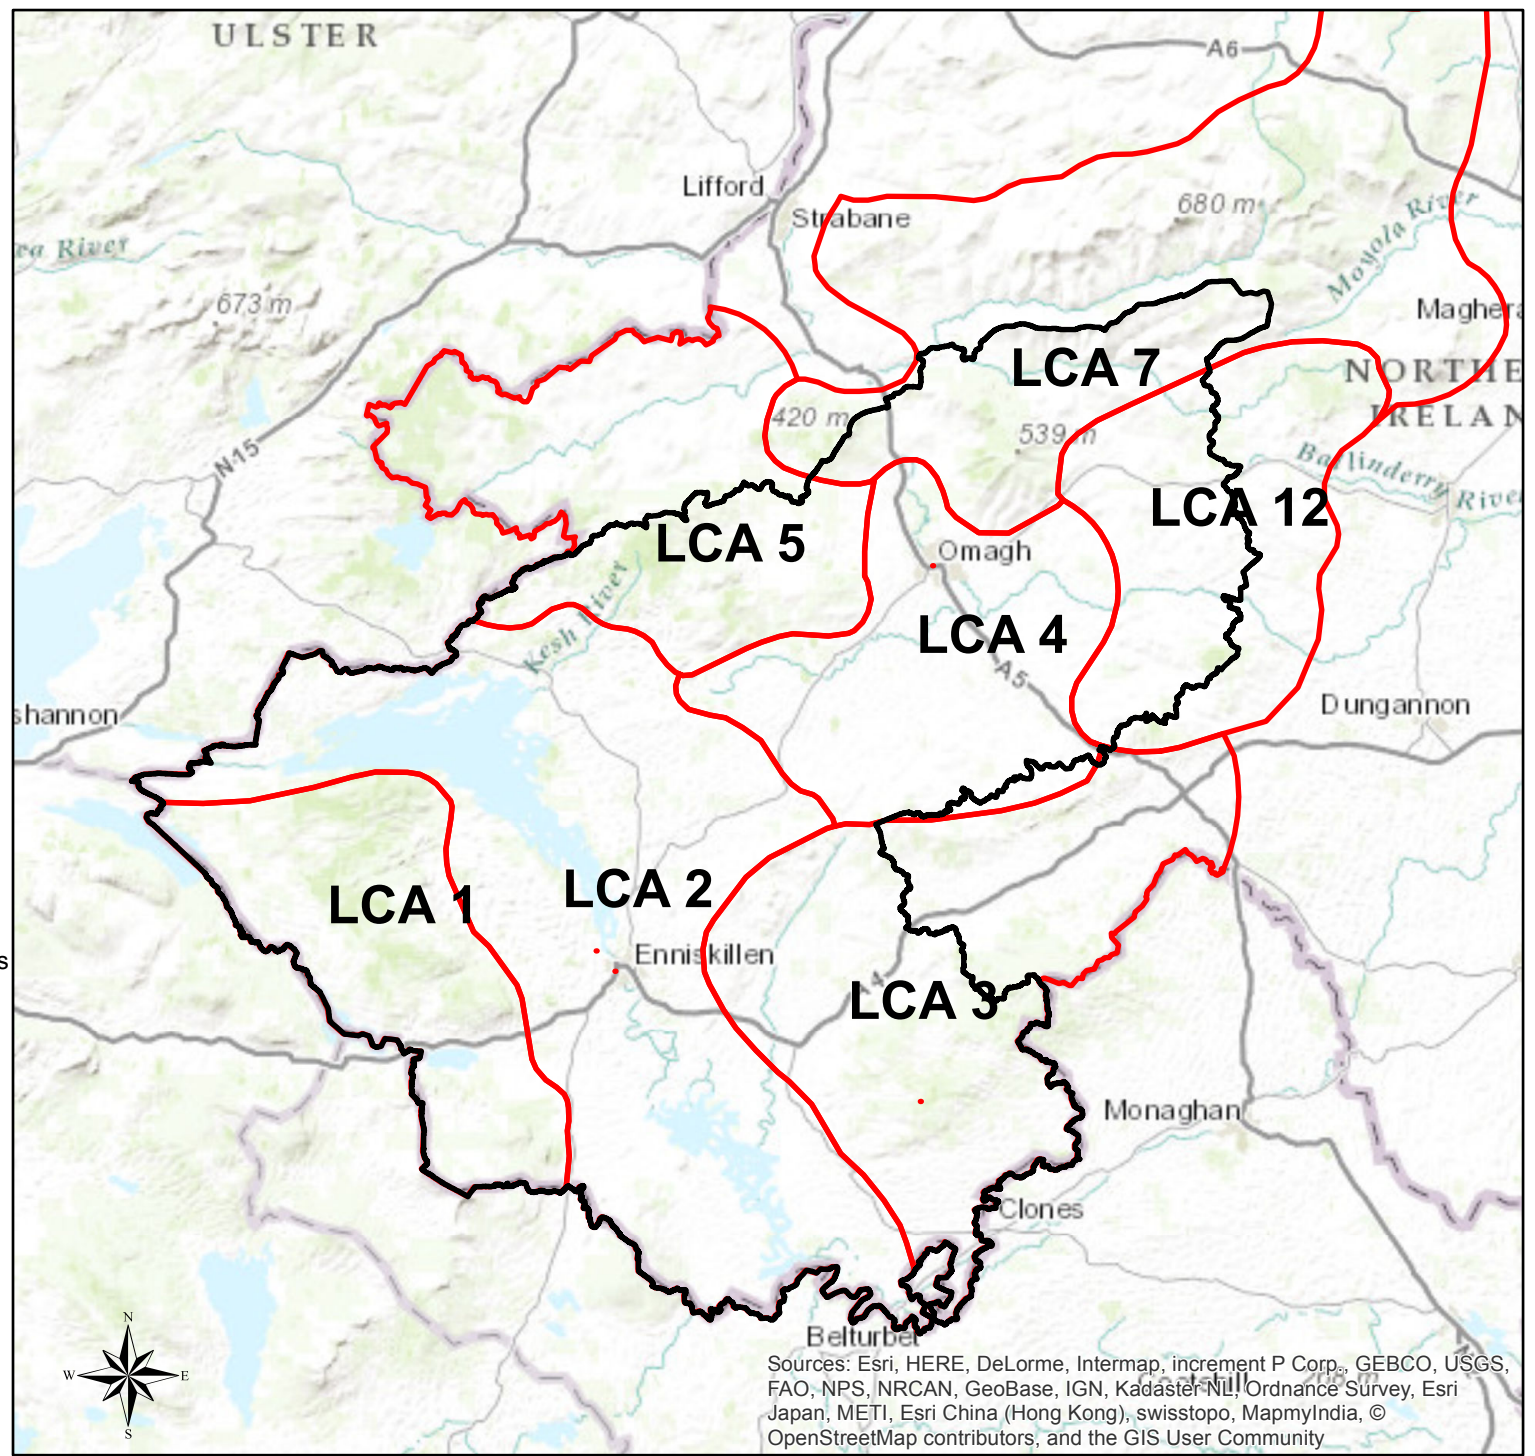 ULSTER
A6
Lifford
Strabane
680 m
Moyola River
River
673 m
Maghera
LCA 7
NORTHE
IRELAN
420 m
539 m
N15
Ballinderry
River
LCA 12
LCA 5
Omagh
Kesh River
LCA 4
A5
shannon
Dungannon
LCA 1
LCA 2
Enniskillen
s
LCA 3
Monaghan
Clones
Belturbet
N
W
E
S
Sources: Esri, HERE, DeLorme, Intermap, increment P Corp., GEBCO, USGS,
FAO, NPS, NRCAN, GeoBase, IGN, Kadaster NL, Ordnance Survey, Esri
Japan, METI, Esri China (Hong Kong), swisstopo, MapmyIndia, ©
OpenStreetMap contributors, and the GIS User Community